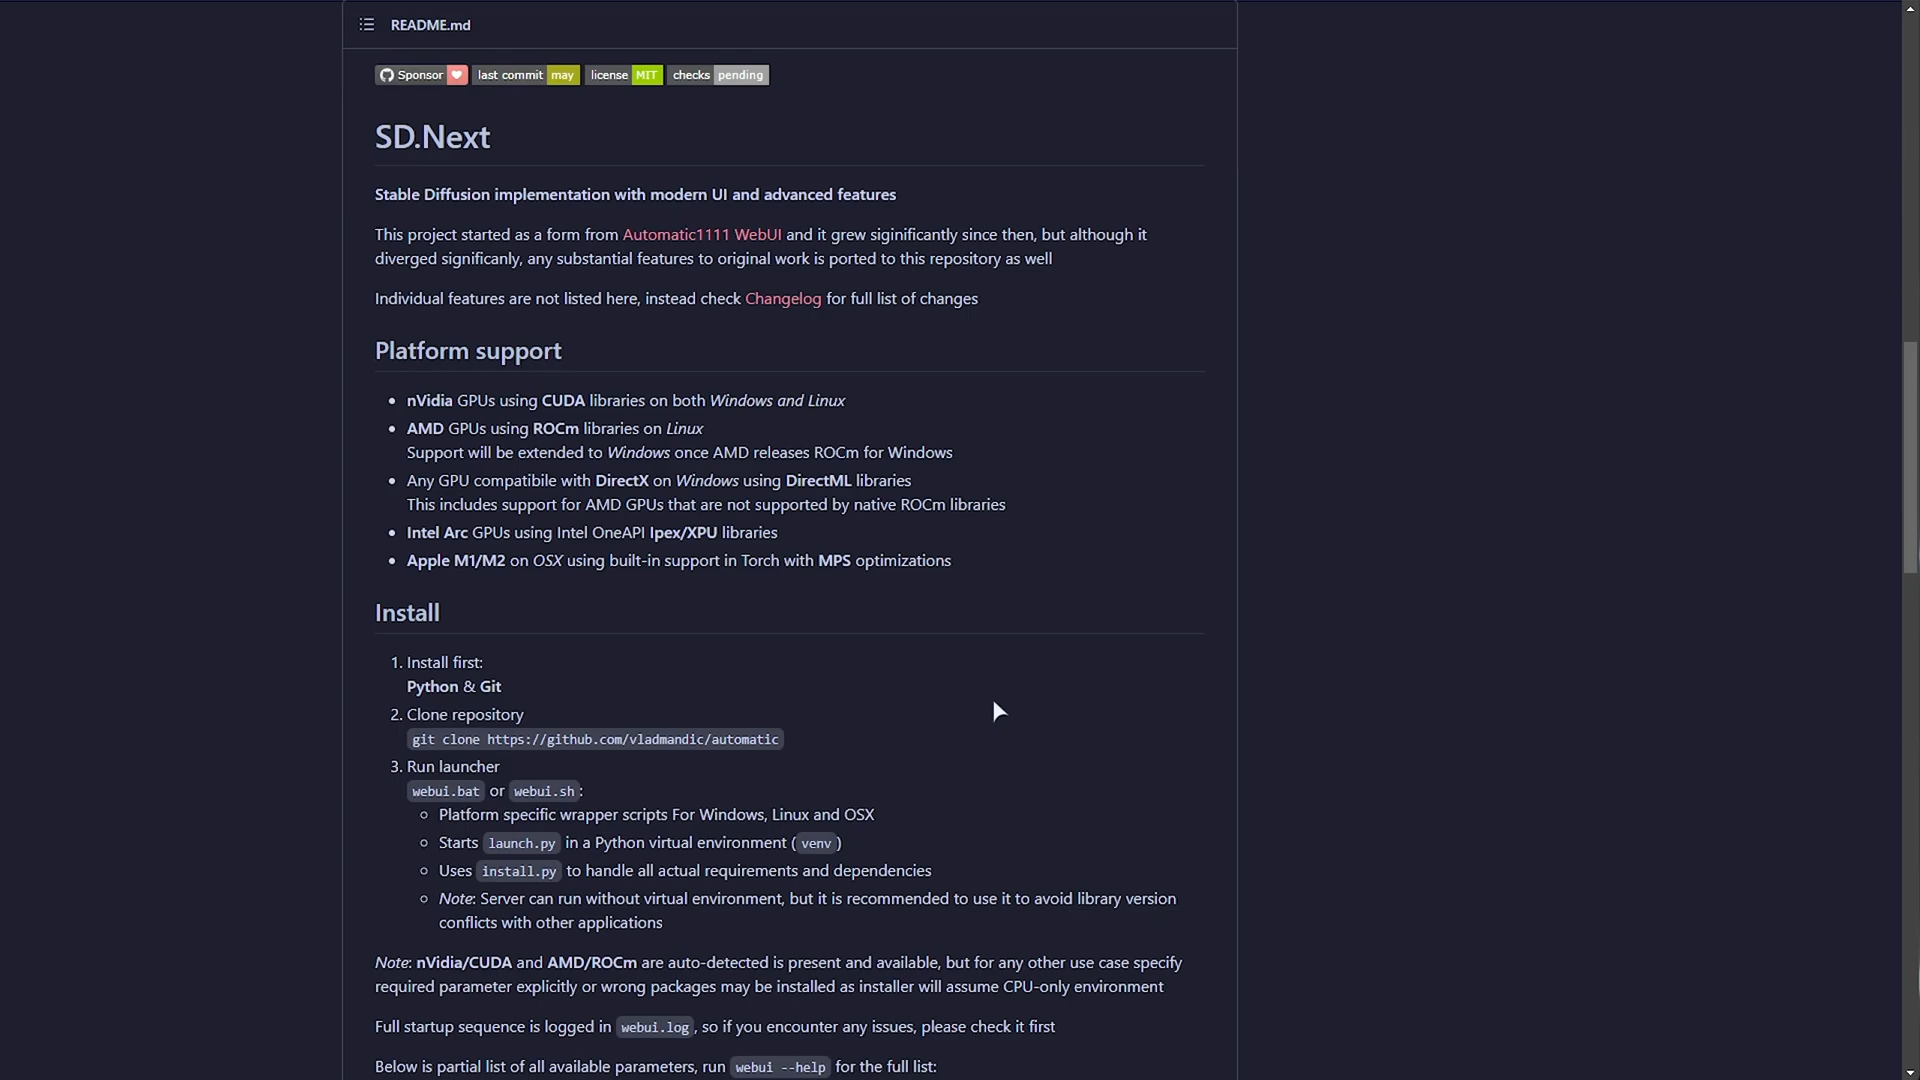 README.md
Sponsor last commit may license MIT checks pending
SD.Next
Stable Diffusion implementation with modern UI and advanced features
This project started as a form from Automatic1111 WebUI and it grew siginificantly since then, but although it
diverged significanly, any substantial features to original work is ported to this repository as well
Individual features are not listed here, instead check Changelog for full list of changes
Platform support
• nVidia GPUs using CUDA libraries on both Windows and Linux
• AMD GPUs using ROCm libraries on Linux
Support will be extended to Windows once AMD releases ROCm for Windows
• Any GPU compatibile with DirectX on Windows using DirectML libraries
This includes support for AMD GPUs that are not supported by native ROCm libraries
• Intel Arc GPUs using Intel OneAPI Ipex/XPU libraries
• Apple M1/M2 on OSX using built-in support in Torch with MPS optimizations
Install
1. Install first:
Python & Git
2. Clone repository
git clone https://github.com/vladmandic/automatic
3. Run launcher
webui.bat or webui.sh:
Platform specific wrapper scripts For Windows, Linux and OSX
Starts launch.py in a Python virtual environment (venv)
Uses install.py to handle all actual requirements and dependencies
Note: Server can run without virtual environment, but it is recommended to use it to avoid library version
conflicts with other applications
Note: nVidia/CUDA and AMD/ROCm are auto-detected is present and available, but for any other use case specify
required parameter explicitly or wrong packages may be installed as installer will assume CPU-only environment
Full startup sequence is logged in webui.log, so if you encounter any issues, please check it first
Below is partial list of all available parameters, run webui --help for the full list: